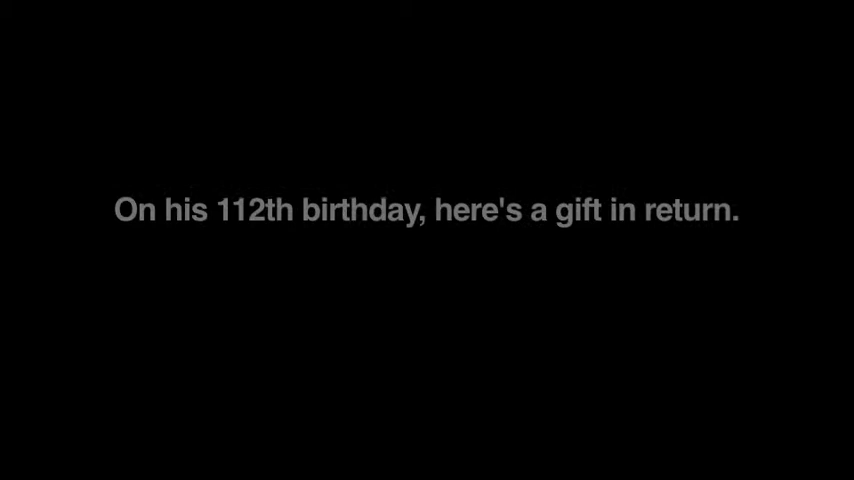 On his 112th birthday, here's a gift in return.